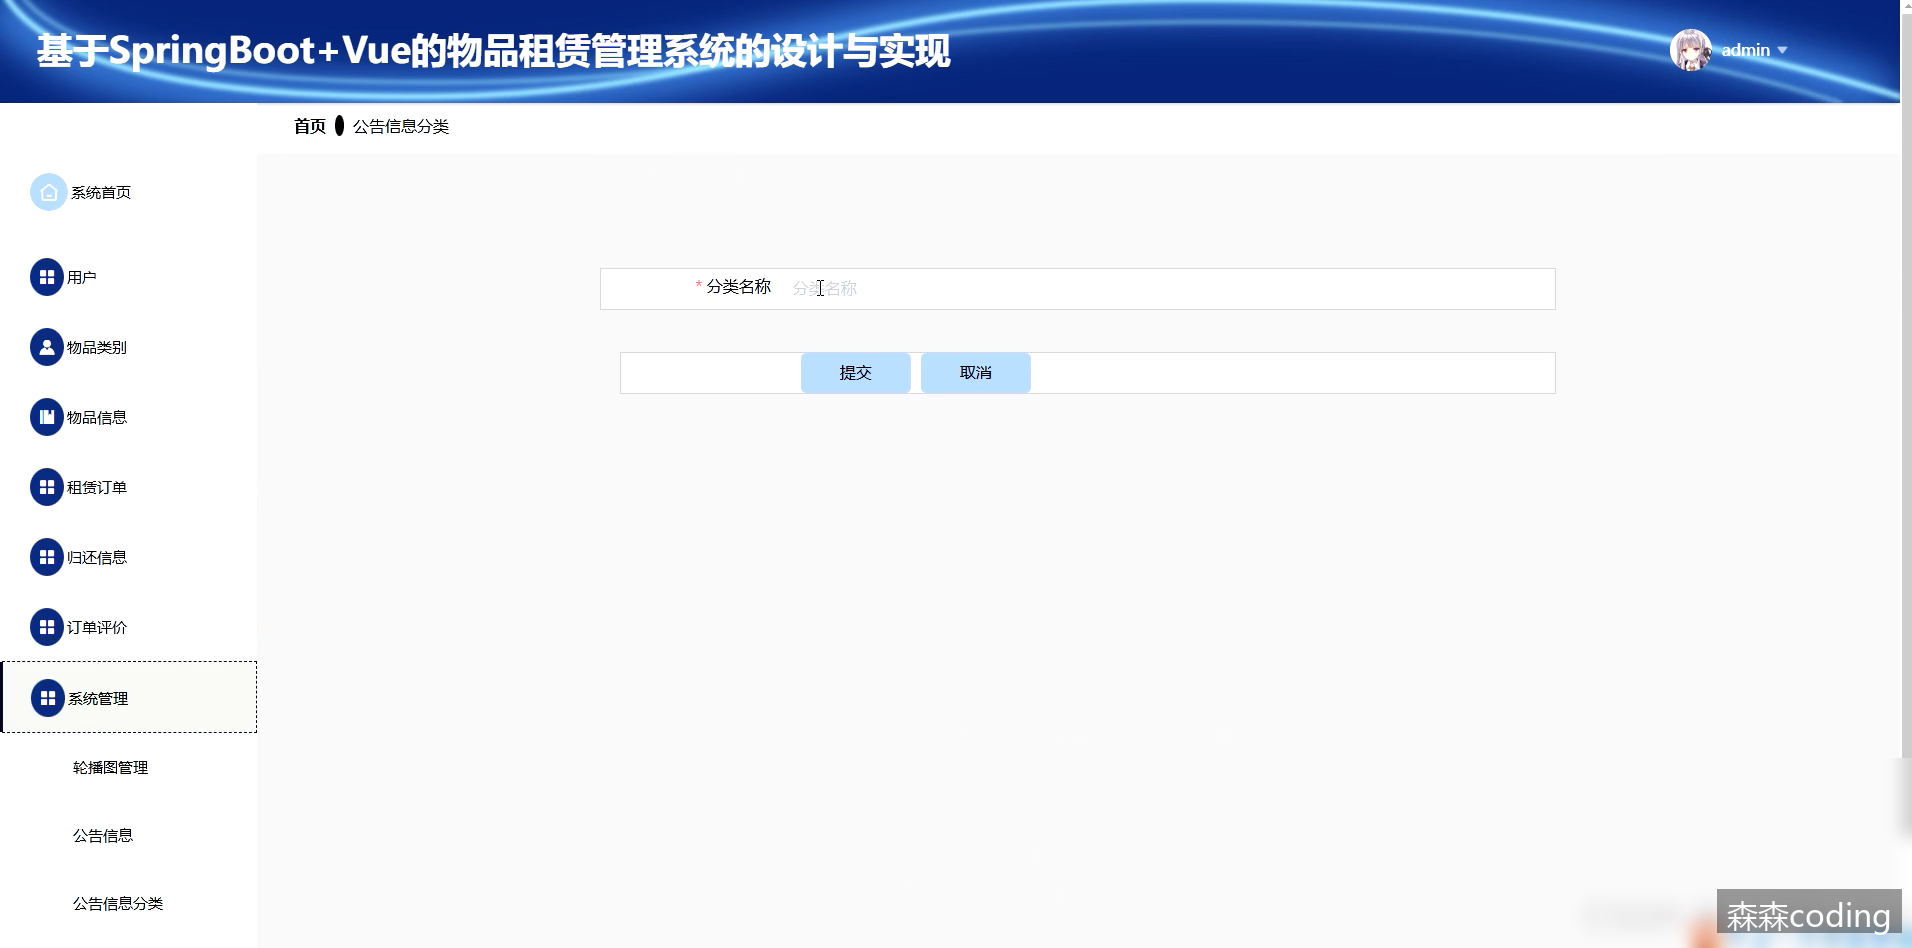 基于SpringBoot+Vue的物品租赁管理系统的设计与实现
admin
首页 公告信息分类
系统首页
用户
物品类别
物品信息
租赁订单
归还信息
订单评价
系统管理
轮播图管理
公告信息
公告信息分类
* 分类名称 分类名称
提交 取消
森森coding